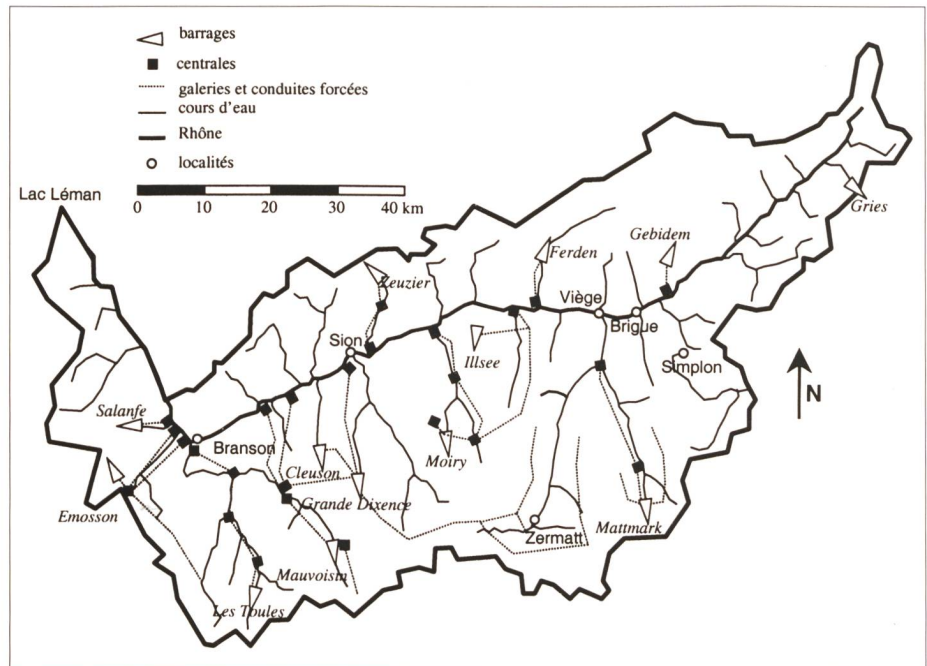 barrages
centrales
galeries et conduites forcées
cours d'eau
Rhône
localités
0 10 20 30 40 km
Lac Léman
Gries
Ferden
Gebidem
Zeuzier
Viège
Brigue
Sion
Illsee
Simplon
N
Salanfe
Branson
Moiry
Cleuson
Grande Dixence
Emosson
Zermatt
Mattmark
Mauvoisin
Les Toules